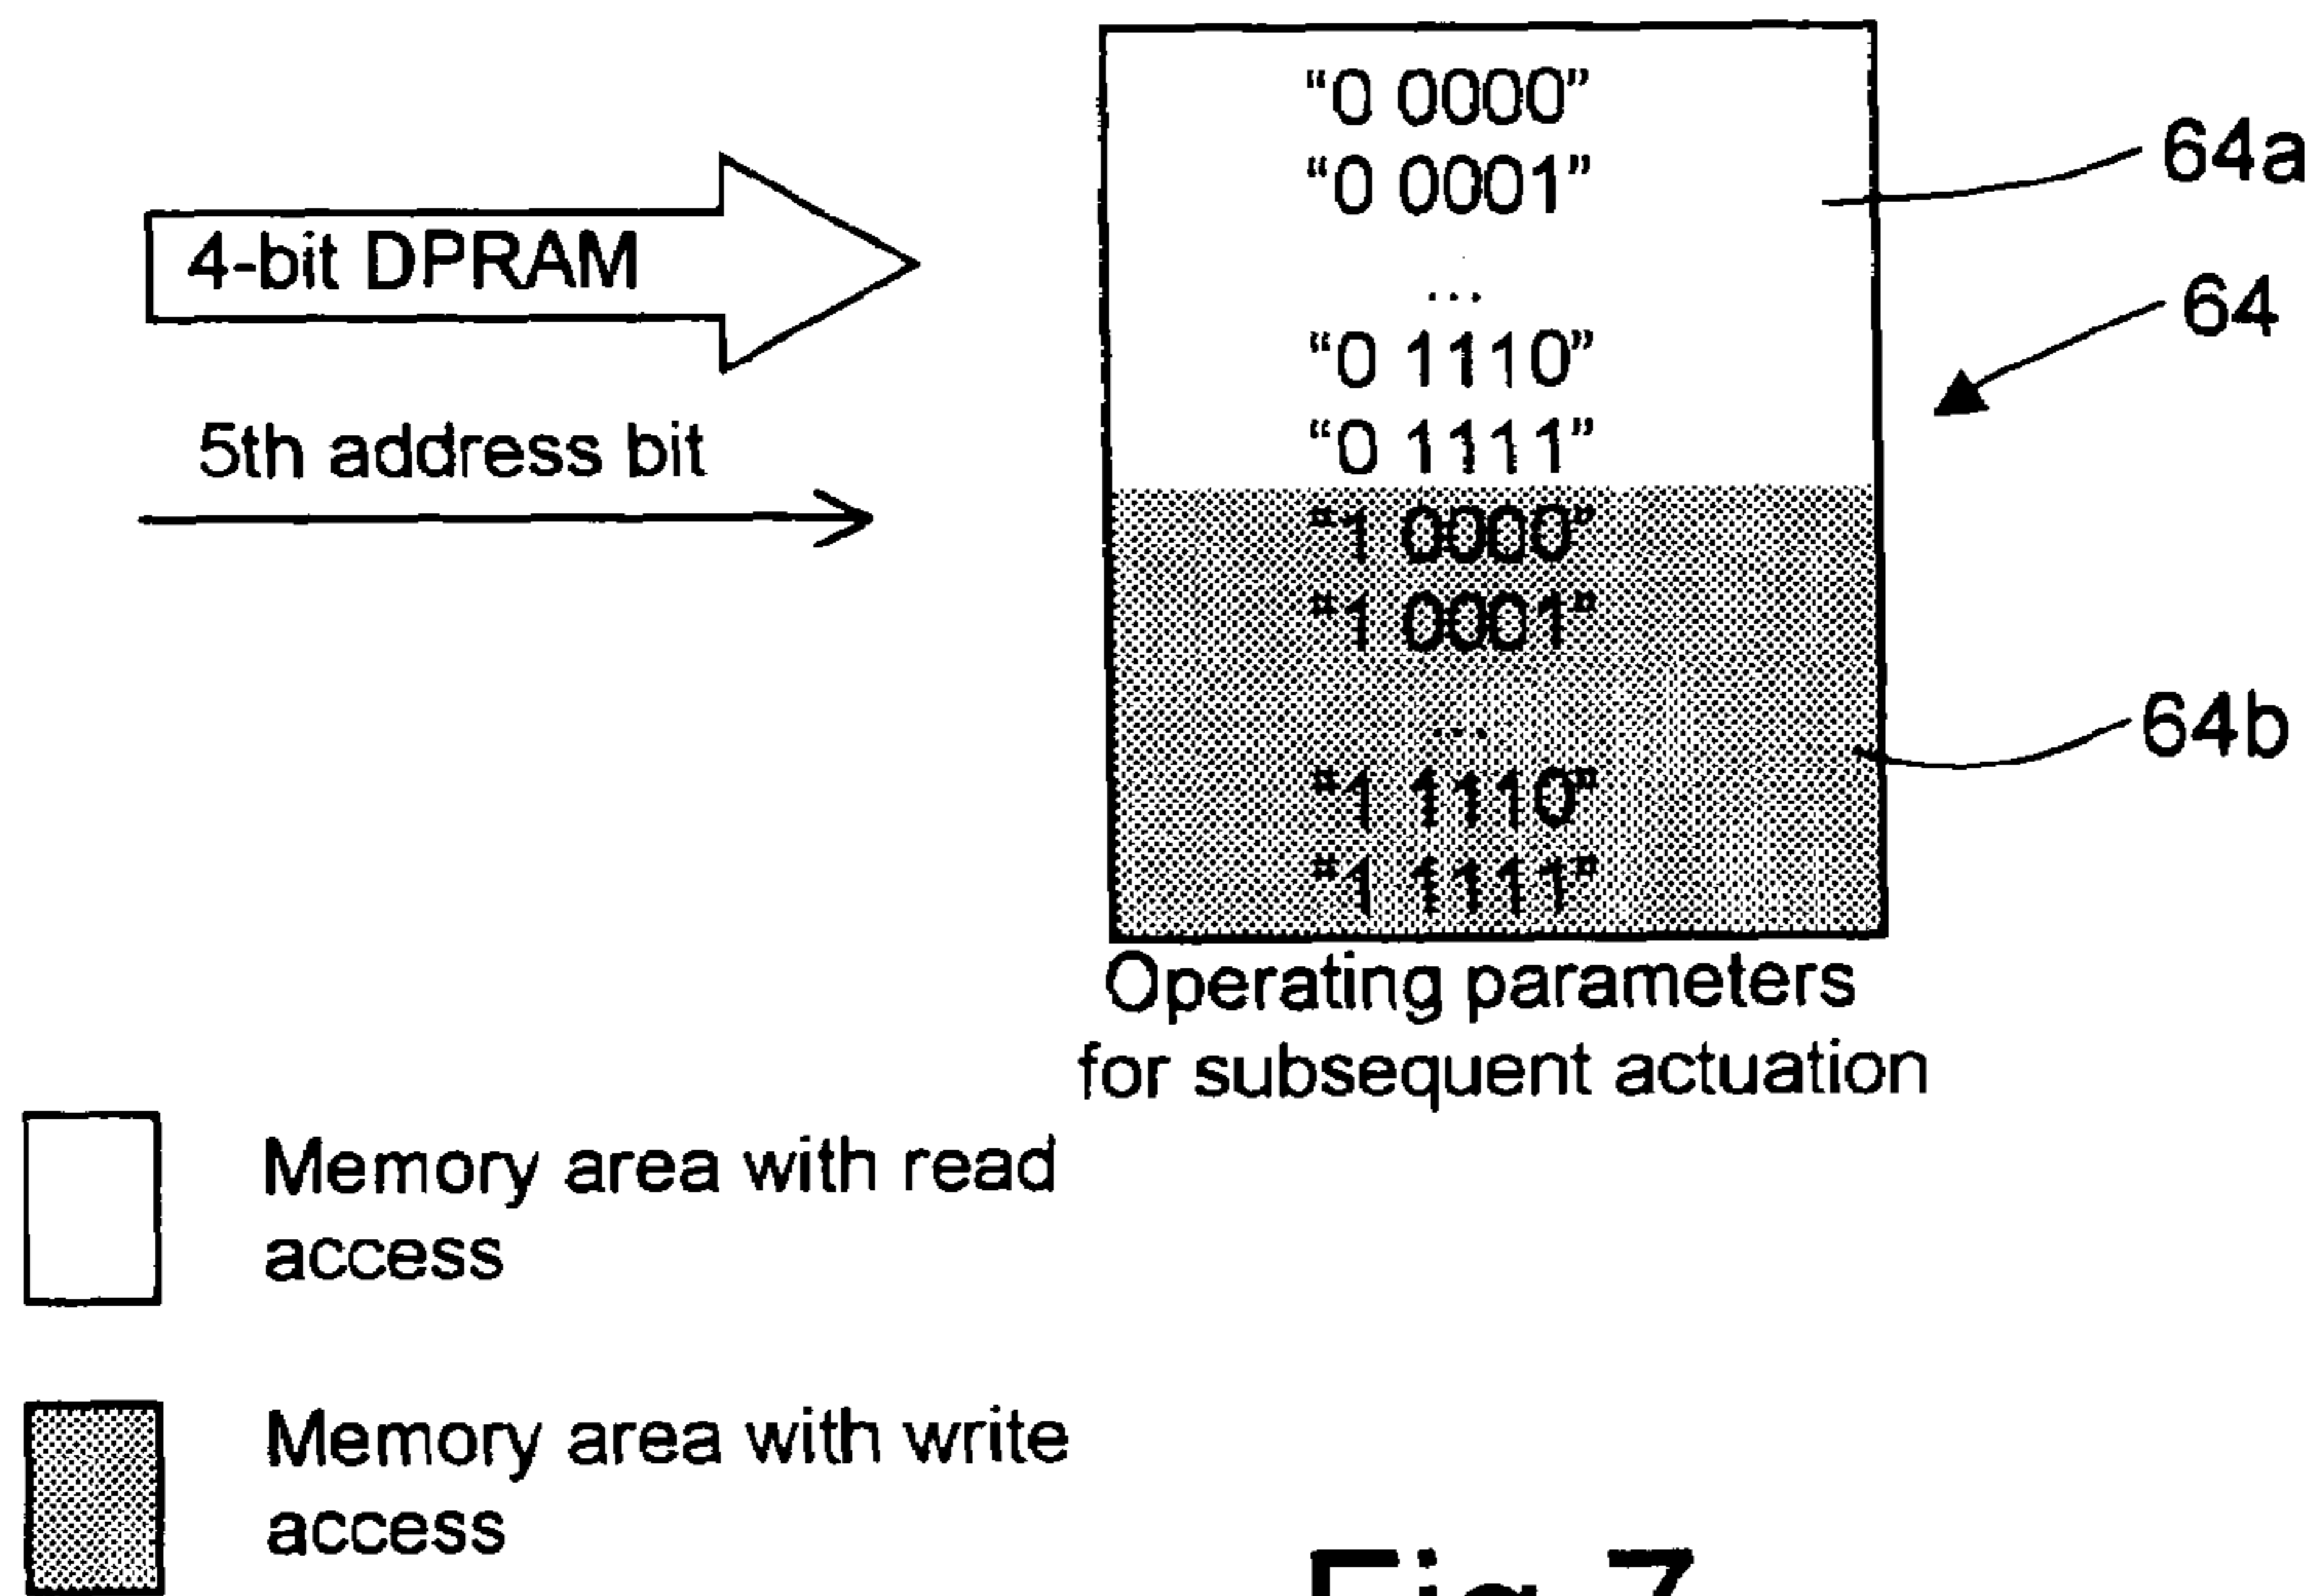 “0 0000”
“0 0001”
...
“0 1110”
“0 1111”
“1 0000”
“1 0001”
...
“1 1110”
“1 1111”
4-bit DPRAM
5th address bit
64a
64
64b
Operating parameters
for subsequent actuation
Memory area with read
access
Memory area with write
access
Fig 7